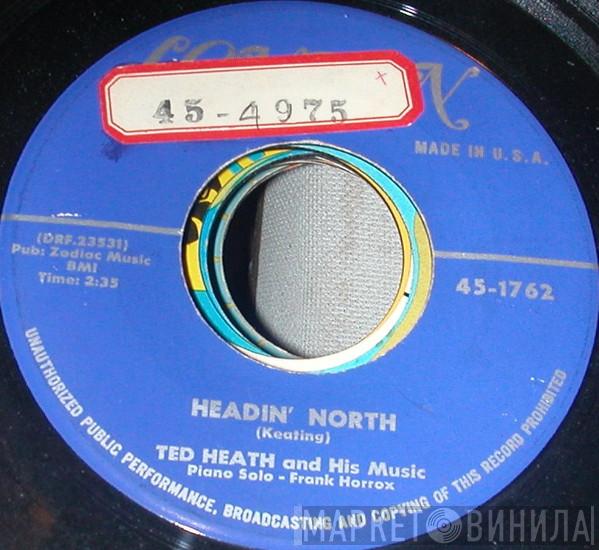 45-4975
MADE IN U.S.A.
(DRF.23531)
Pub: Zodiac Music
BMI
Time: 2:35
45-1762
HEADIN' NORTH
(Keating)
TED HEATH and His Music
Piano Solo - Frank Horrox
UNAUTHORIZED PUBLIC PERFORMANCE, BROADCASTING AND COPYING OF THIS RECORD PROHIBITED
МАРКЕТ ВИНИЛА!